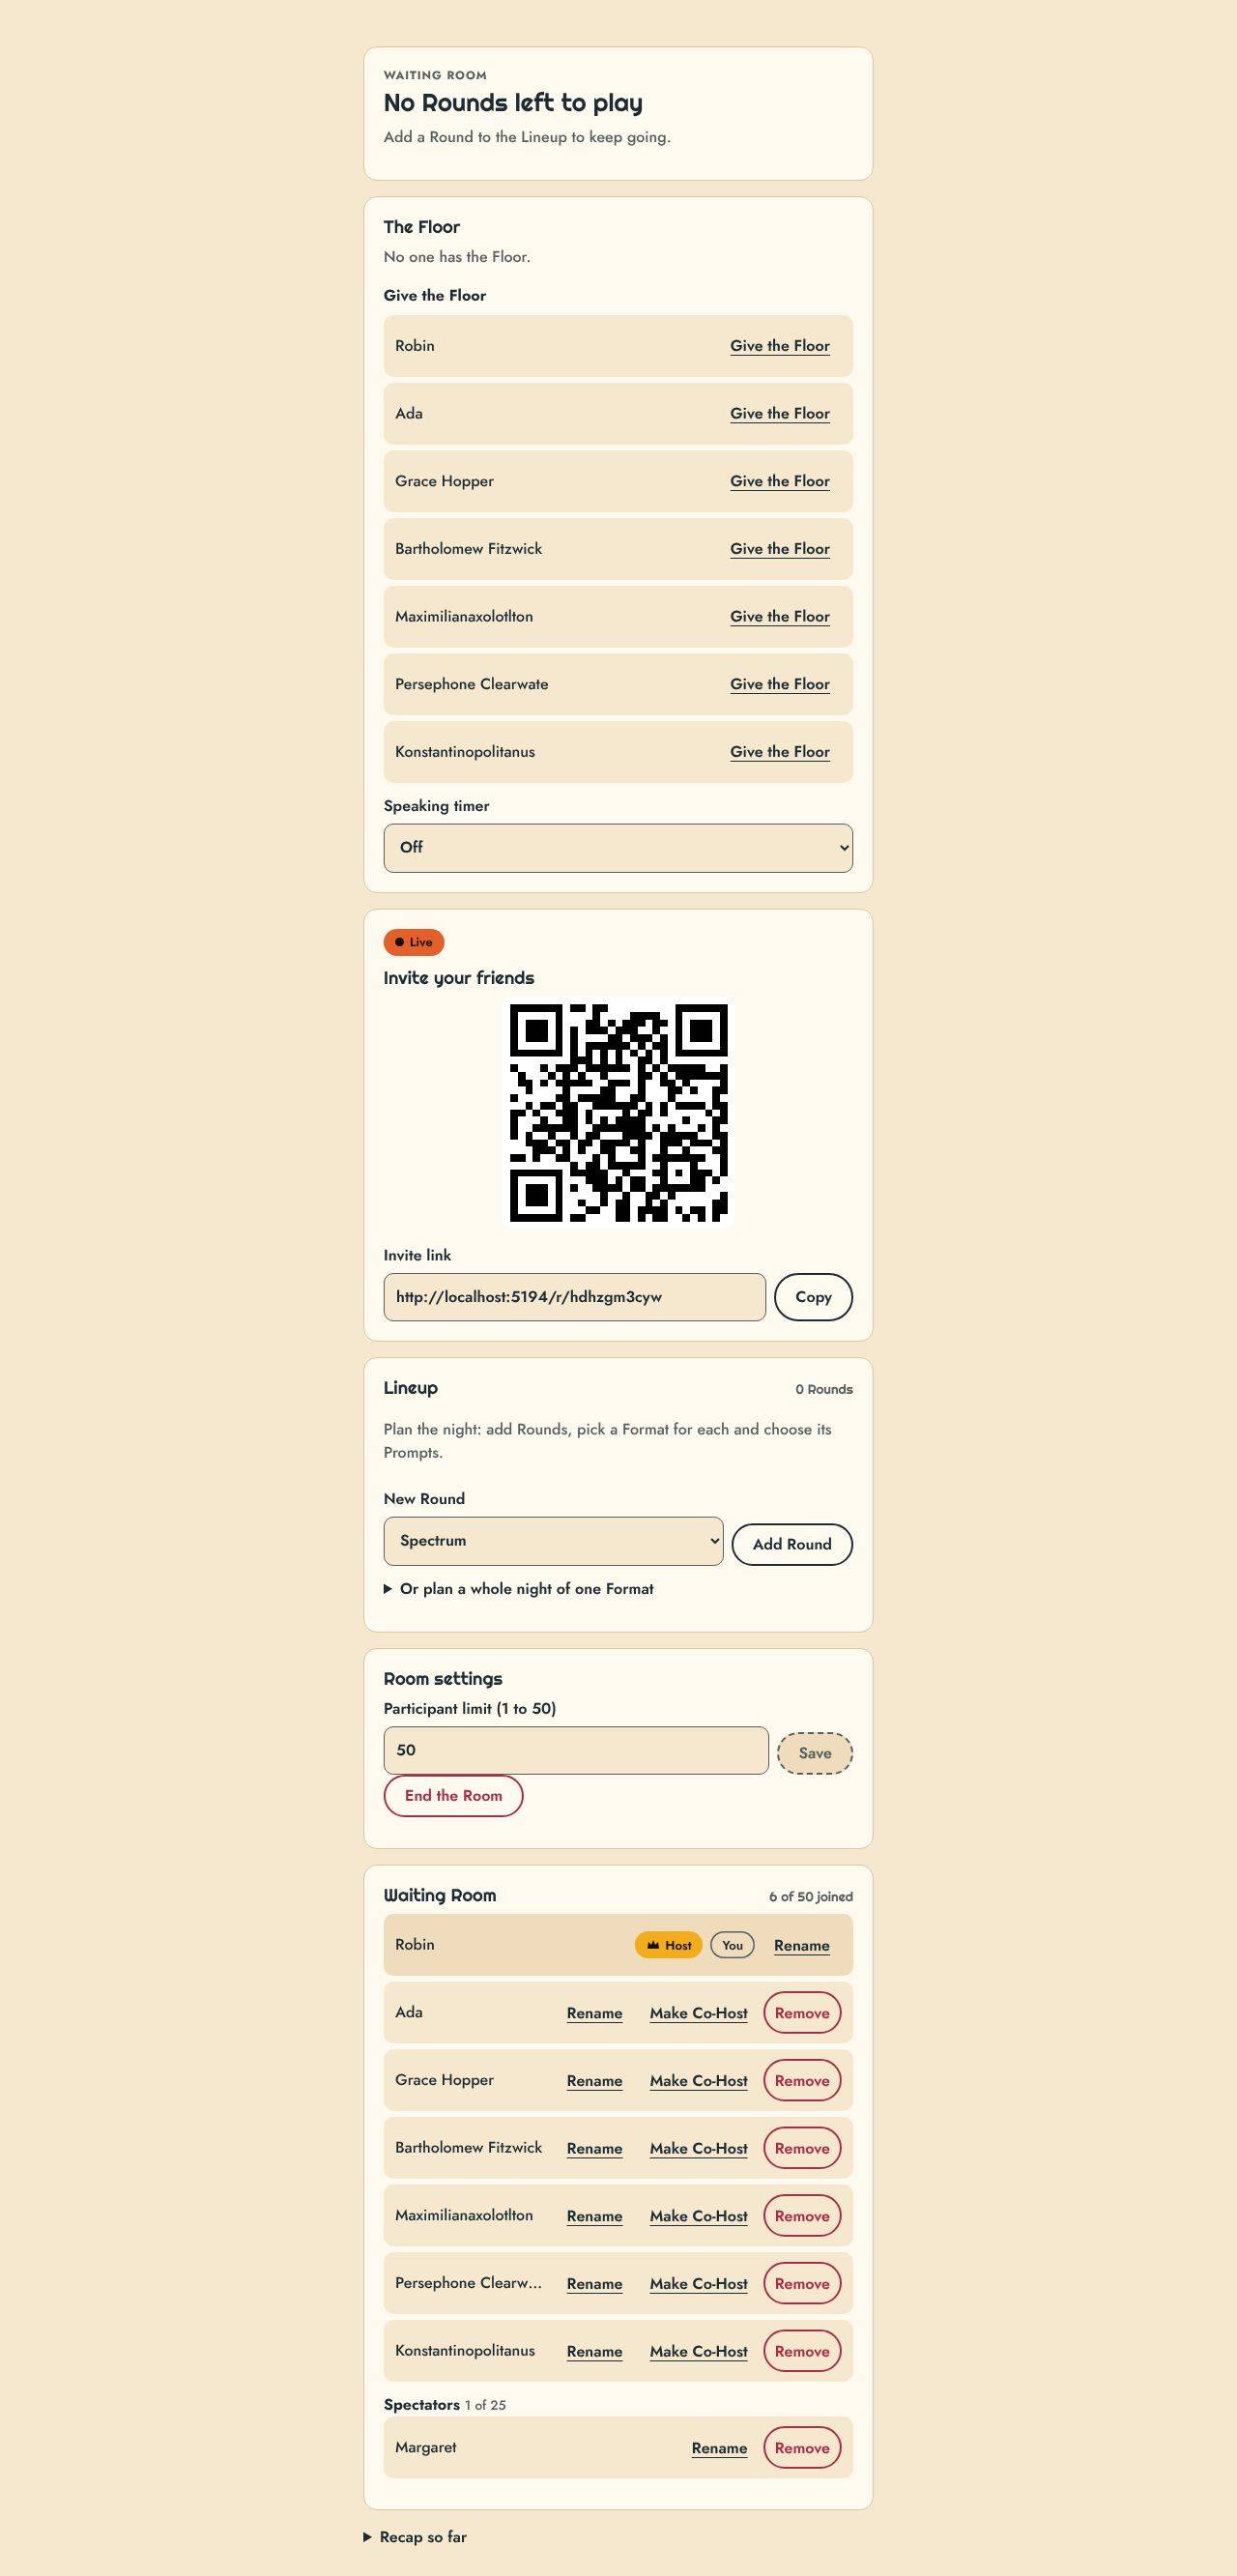 WAITING ROOM
No Rounds left to play
Add a Round to the Lineup to keep going.
The Floor
No one has the Floor.
Give the Floor
Robin Give the Floor
Ada Give the Floor
Grace Hopper Give the Floor
Bartholomew Fitzwick Give the Floor
Maximilianaxolotlton Give the Floor
Persephone Clearwate Give the Floor
Konstantinopolitanus Give the Floor
Speaking timer
Off
Live
Invite your friends
Invite link
http://localhost:5194/r/hdhzgm3cyw Copy
Lineup 0 Rounds
Plan the night: add Rounds, pick a Format for each and choose its
Prompts.
New Round
Spectrum Add Round
Or plan a whole night of one Format
Room settings
Participant limit (1 to 50)
50 Save
End the Room
Waiting Room 6 of 50 joined
Robin Host You Rename
Ada Rename Make Co-Host Remove
Grace Hopper Rename Make Co-Host Remove
Bartholomew Fitzwick Rename Make Co-Host Remove
Maximilianaxolotlton Rename Make Co-Host Remove
Persephone Clearw... Rename Make Co-Host Remove
Konstantinopolitanus Rename Make Co-Host Remove
Spectators 1 of 25
Margaret Rename Remove
Recap so far